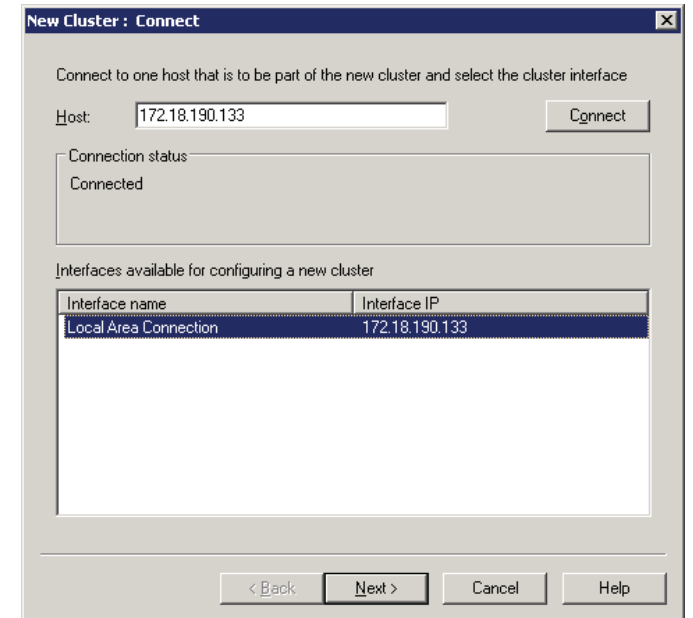 New Cluster : Connect
Connect to one host that is to be part of the new cluster and select the cluster interface
Host: 172.18.190.133 Connect
Connection status
Connected
Interfaces available for configuring a new cluster
Interface name Interface IP
Local Area Connection 172.18.190.133
< Back Next > Cancel Help